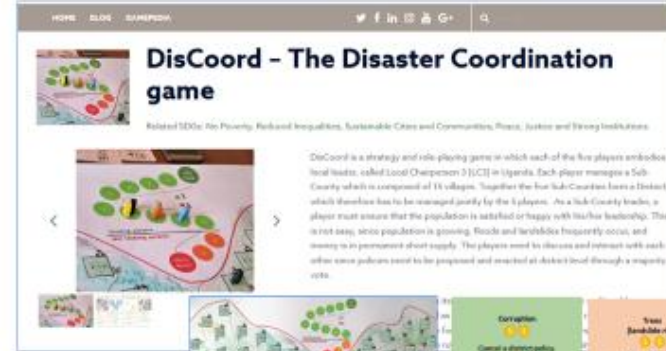 HOME BLOG GAMEPEDIA
DisCoord – The Disaster Coordination
game
Related SDGs: No Poverty, Reduced Inequalities, Sustainable Cities and Communities, Peace, Justice and Strong Institutions
DisCoord is a strategy and role-playing game in which each of the five players embodies
local leader, called Local Chairperson 3 (LC3) in Uganda. Each player manages a Sub-
County which is composed of 15 villages. Together the five Sub-Counties form a District
which therefore has to be managed jointly by the 5 players. As a Sub-County leader, a
player must ensure that the population is satisfied or happy with his/her leadership. This
is not easy, since population is growing, floods and landslides frequently occur, and
money is in permanent short supply. The players need to discuss and interact with each
other since policies need to be proposed and enacted at district level through a majority
vote.
Corruption
Cancel a district policy
Trees